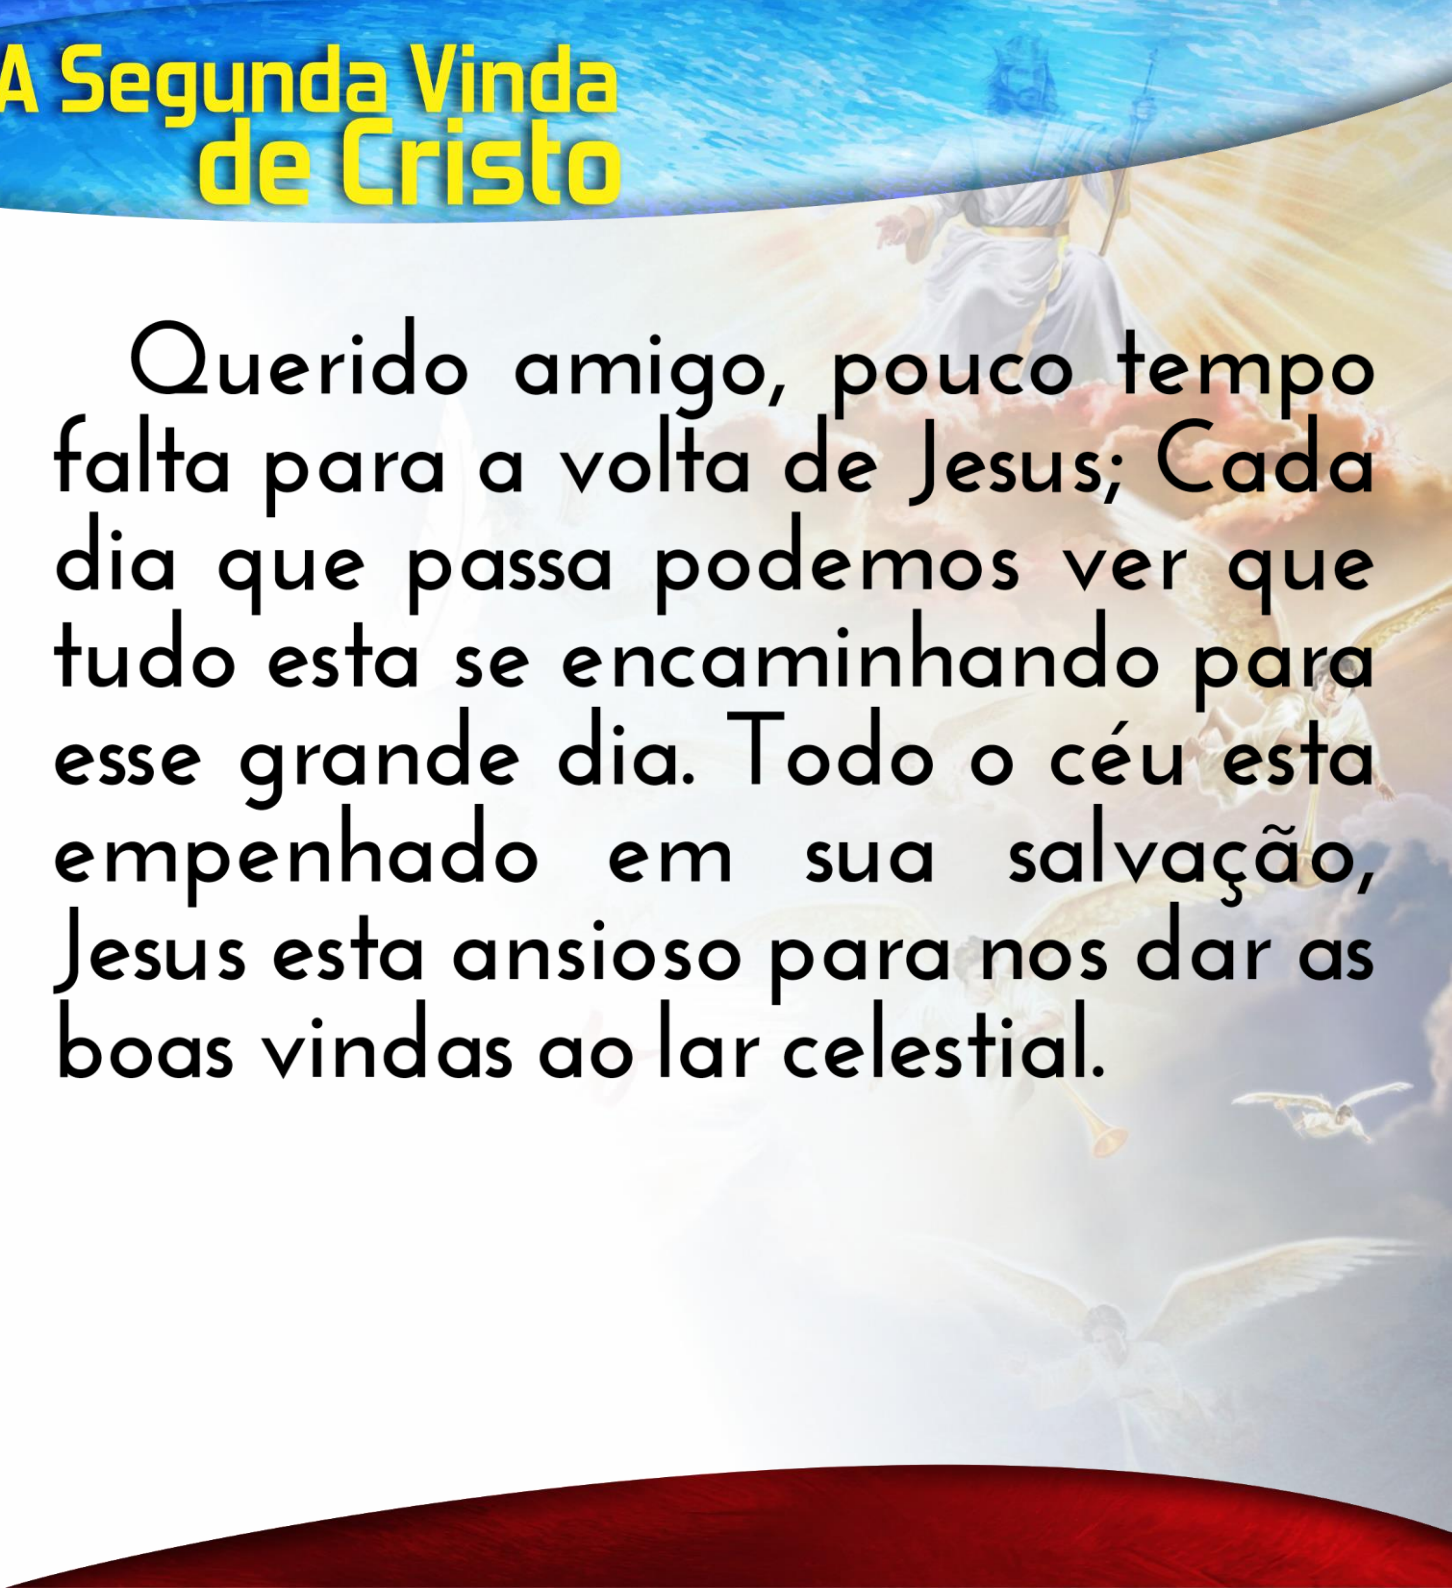 A Segunda Vinda
de Cristo
Querido amigo, pouco tempo
falta para a volta de Jesus; Cada
dia que passa podemos ver que
tudo esta se encaminhando para
esse grande dia. Todo o céu esta
empenhado em sua salvação,
Jesus esta ansioso para nos dar as
boas vindas ao lar celestial.